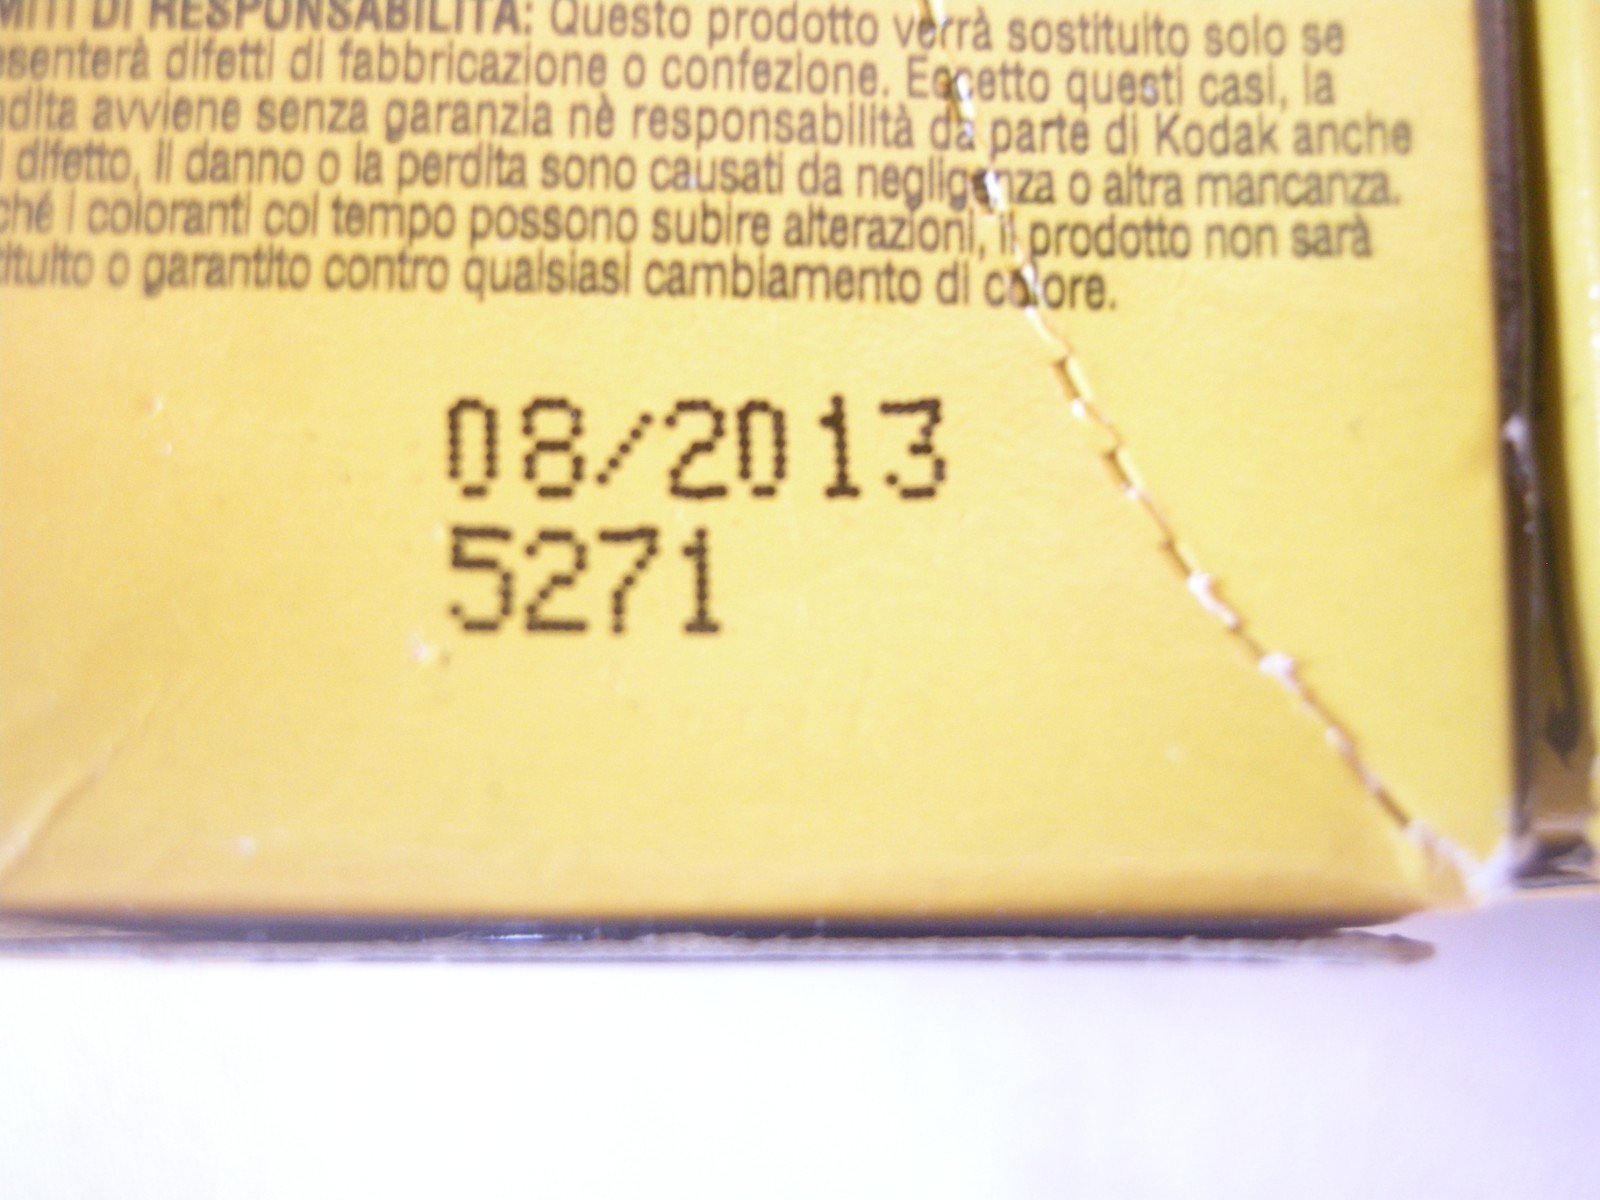 MITI DI RESPONSABILITÀ: Questo prodotto verrà sostituito solo se
esenterà difetti di fabbricazione o confezione. Eccetto questi casi, la
dita avviene senza garanzia nè responsabilità da parte di Kodak anche
difetto, il danno o la perdita sono causati da negligenza o altra mancanza.
ché i coloranti col tempo possono subire alterazioni, il prodotto non sarà
tituito o garantito contro qualsiasi cambiamento di colore.
08/2013
5271